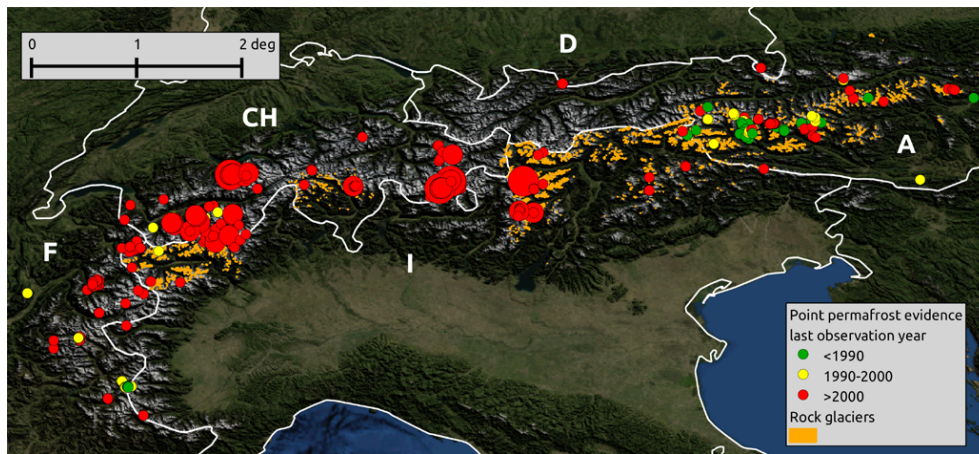 0 1 2 deg
D
CH
A
F
I
Point permafrost evidence
last observation year
<1990
1990-2000
>2000
Rock glaciers